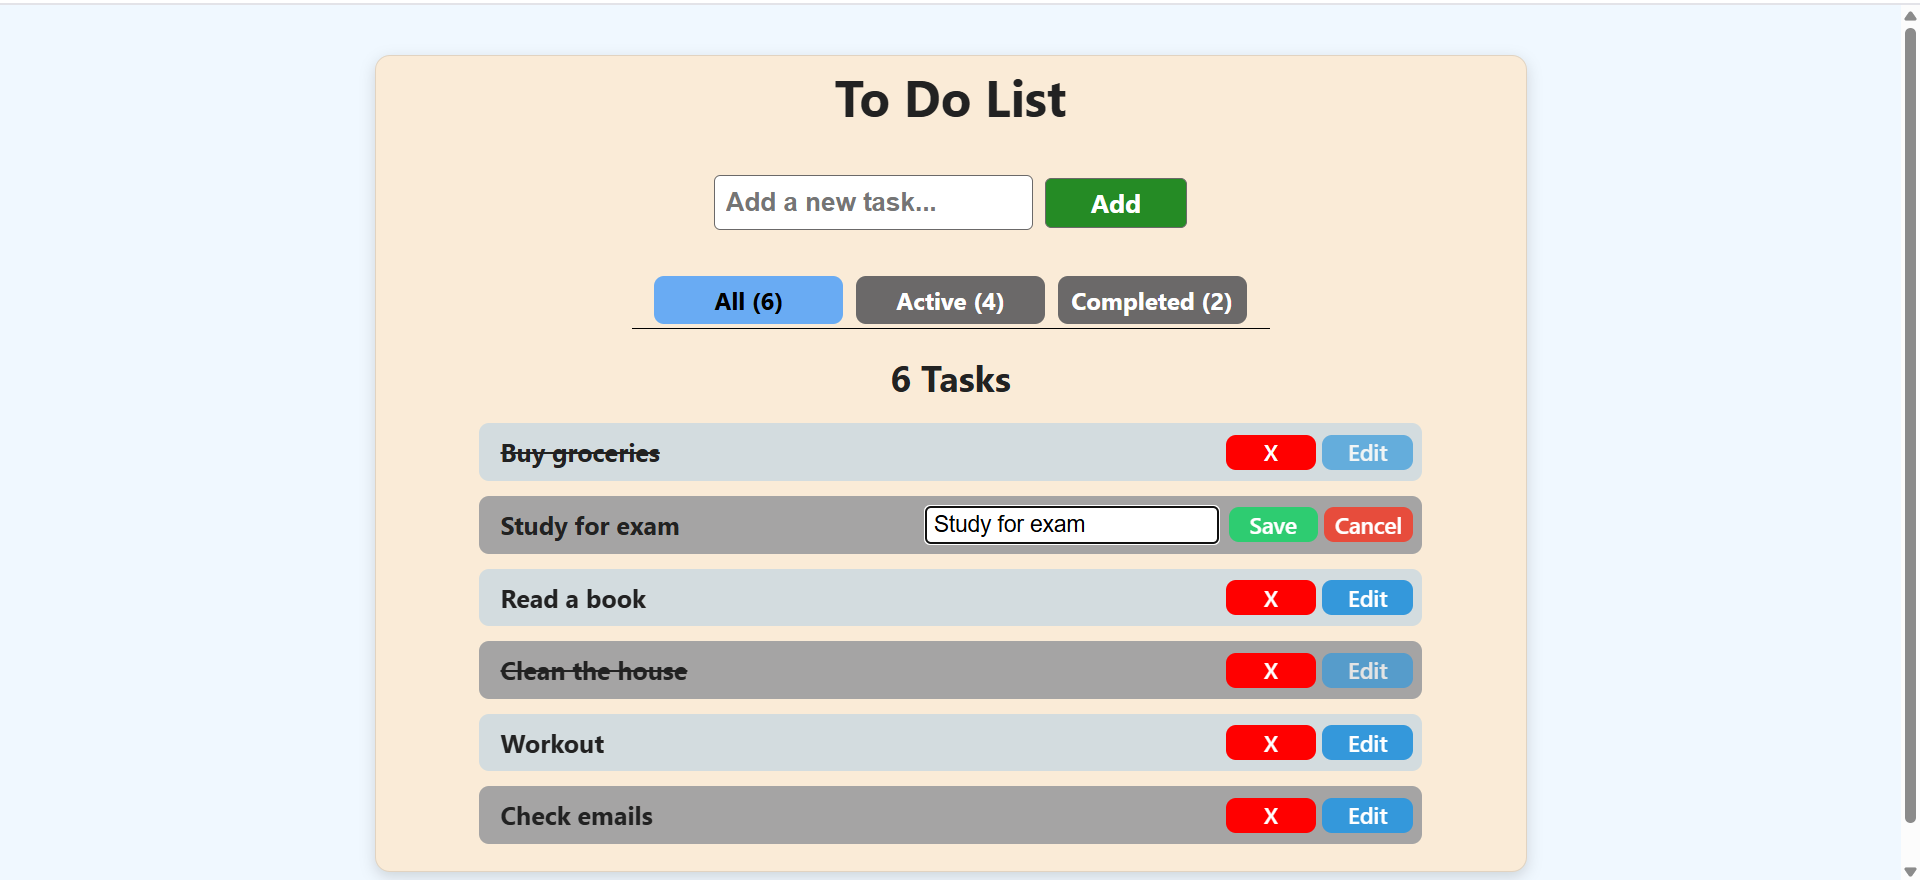 To Do List
Add a new task... Add
All (6) Active (4) Completed (2)
6 Tasks
Buy groceries X Edit
Study for exam Study for exam Save Cancel
Read a book X Edit
Clean the house X Edit
Workout X Edit
Check emails X Edit